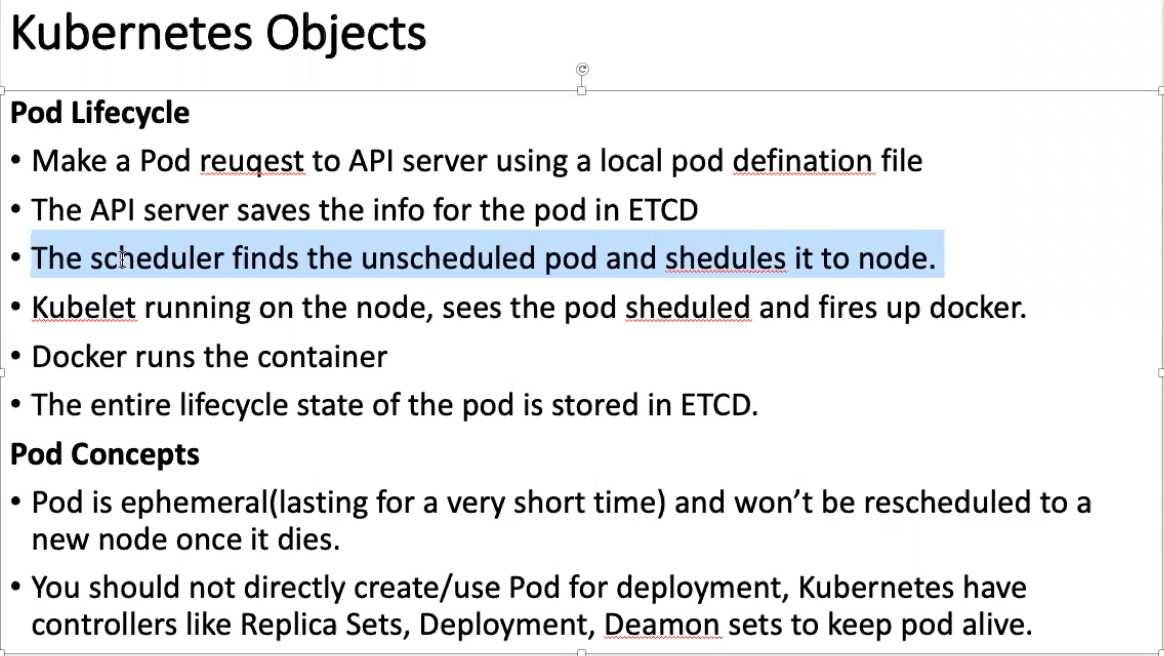 Kubernetes Objects
Pod Lifecycle
• Make a Pod reuqest to API server using a local pod defination file
• The API server saves the info for the pod in ETCD
• The scheduler finds the unscheduled pod and shedules it to node.
• Kubelet running on the node, sees the pod sheduled and fires up docker.
• Docker runs the container
• The entire lifecycle state of the pod is stored in ETCD.
Pod Concepts
• Pod is ephemeral(lasting for a very short time) and won’t be rescheduled to a
new node once it dies.
• You should not directly create/use Pod for deployment, Kubernetes have
controllers like Replica Sets, Deployment, Deamon sets to keep pod alive.